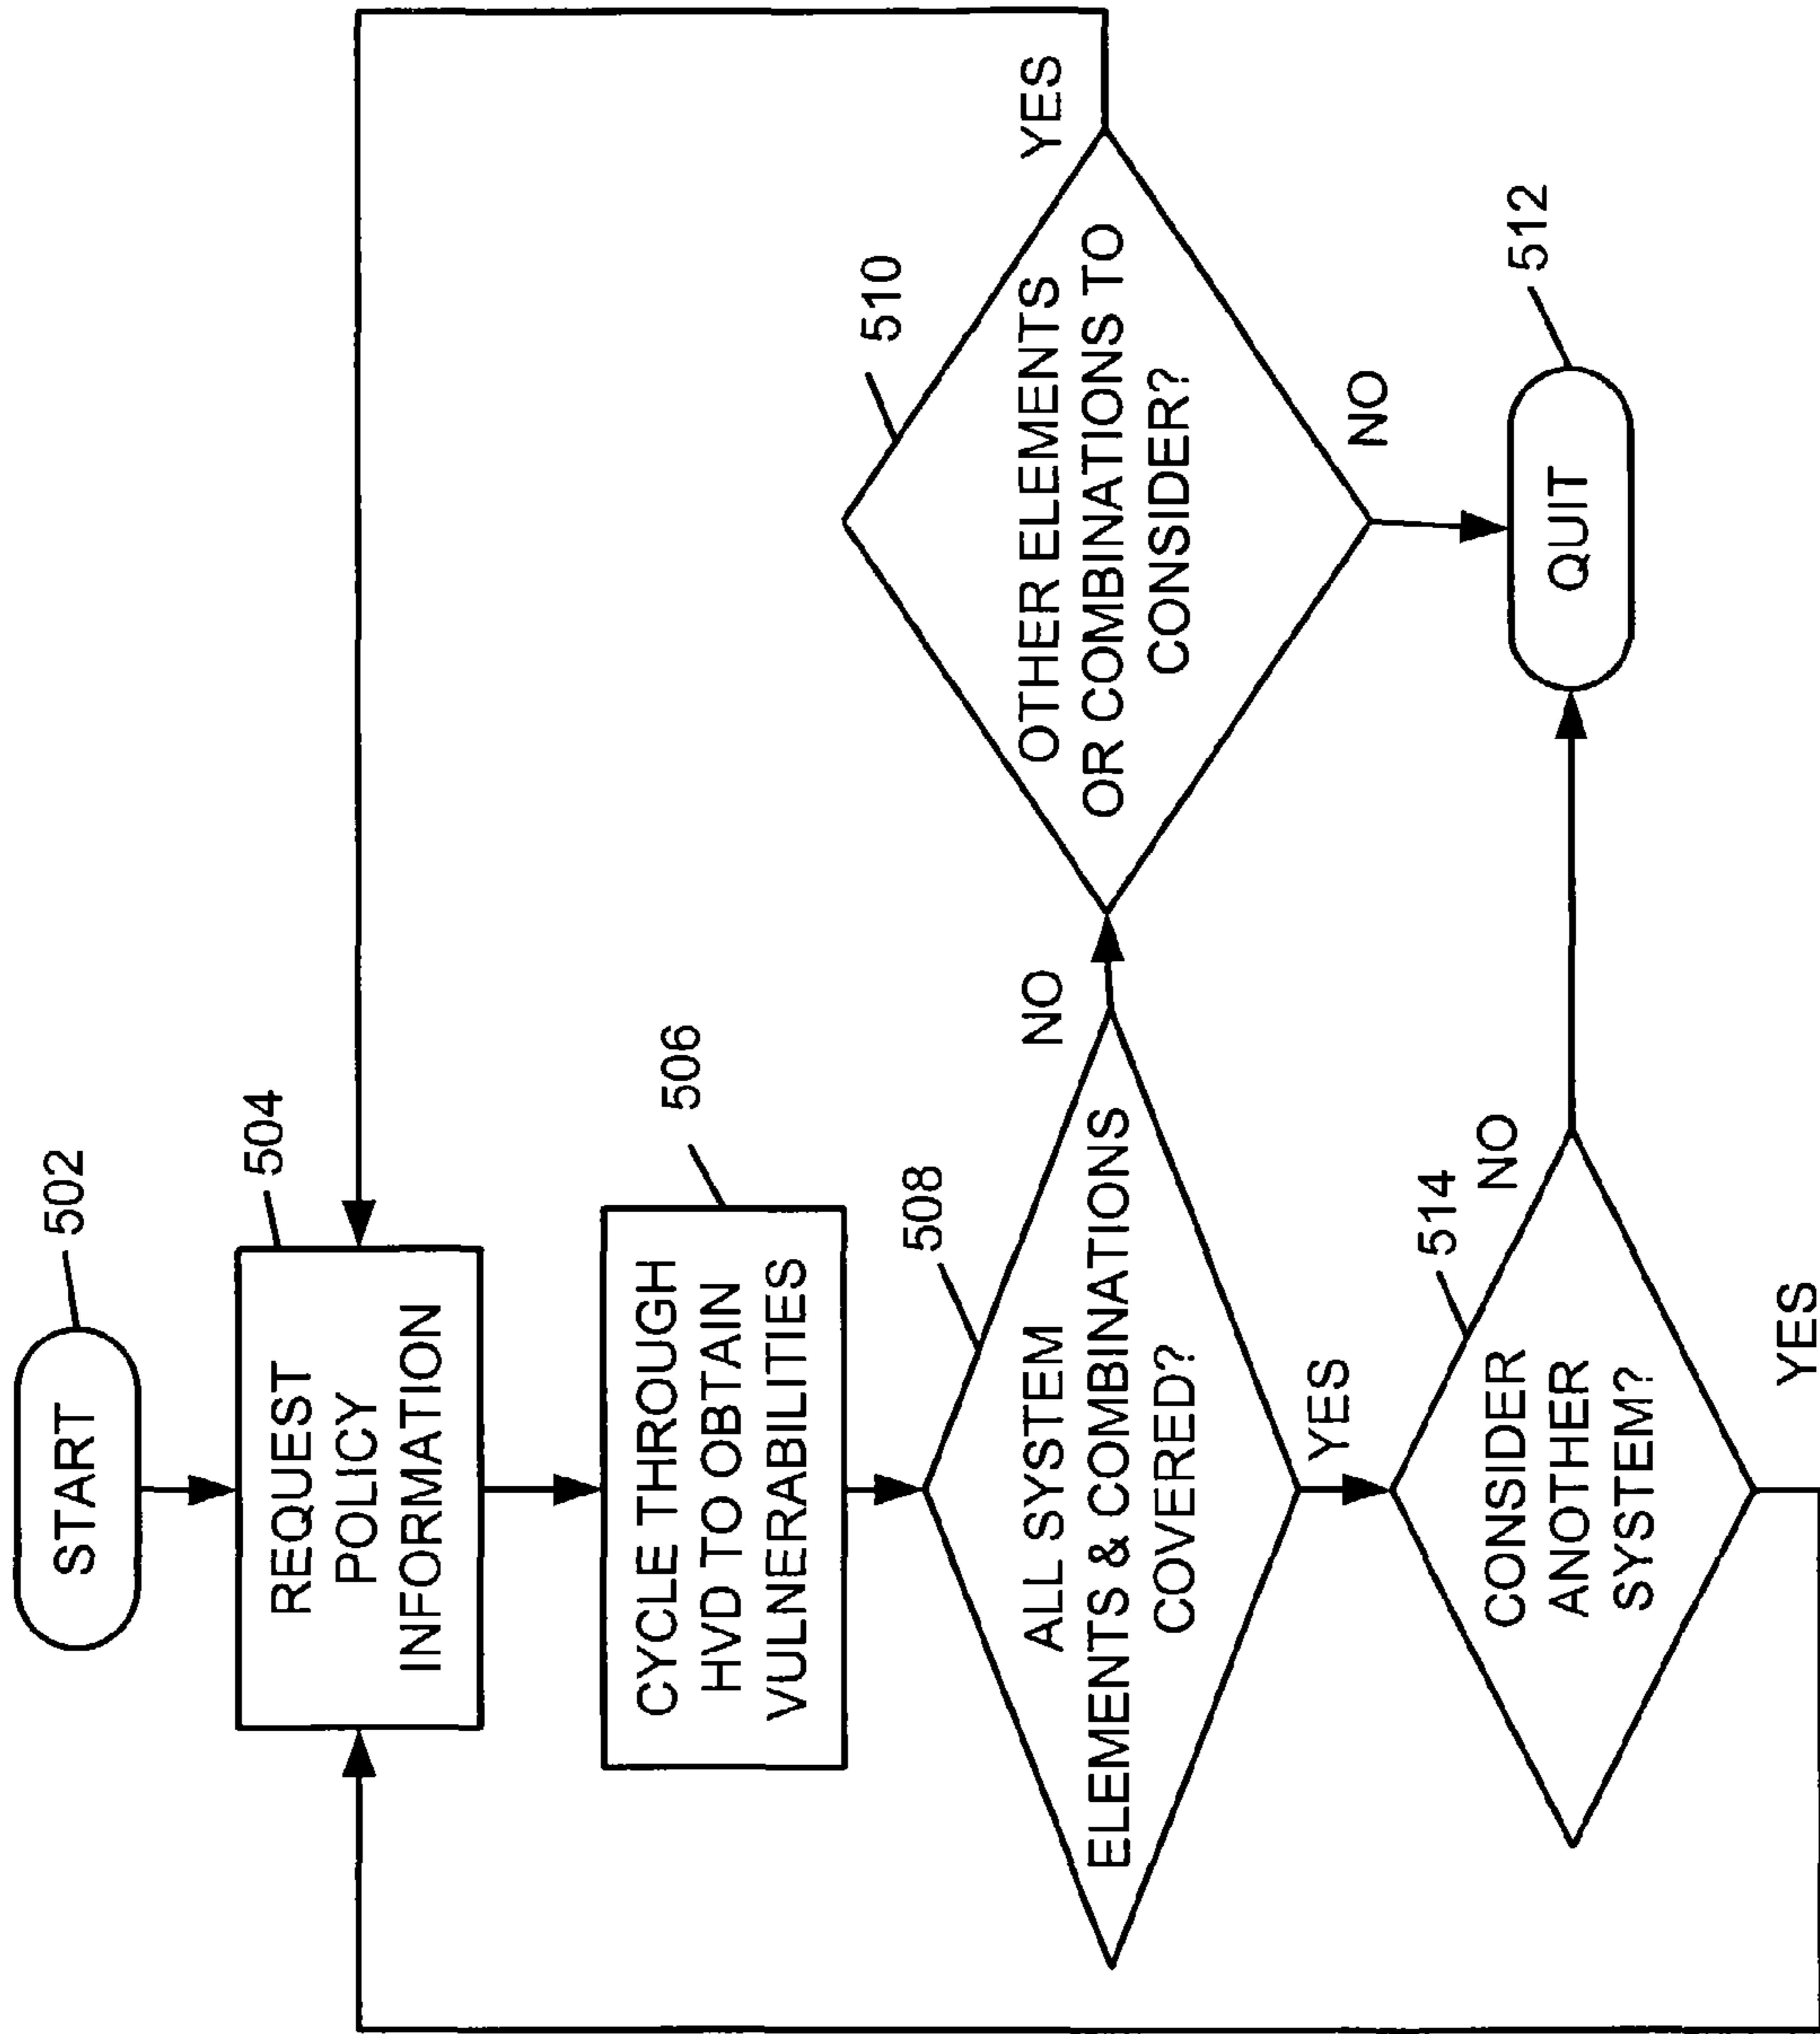 START
502
REQUEST
POLICY
INFORMATION
504
CYCLE THROUGH
HVD TO OBTAIN
VULNERABILITIES
506
ALL SYSTEM
ELEMENTS & COMBINATIONS
COVERED?
508
NO
YES
OTHER ELEMENTS
OR COMBINATIONS TO
CONSIDER?
510
YES
NO
CONSIDER
ANOTHER
SYSTEM?
514
NO
YES
QUIT
512